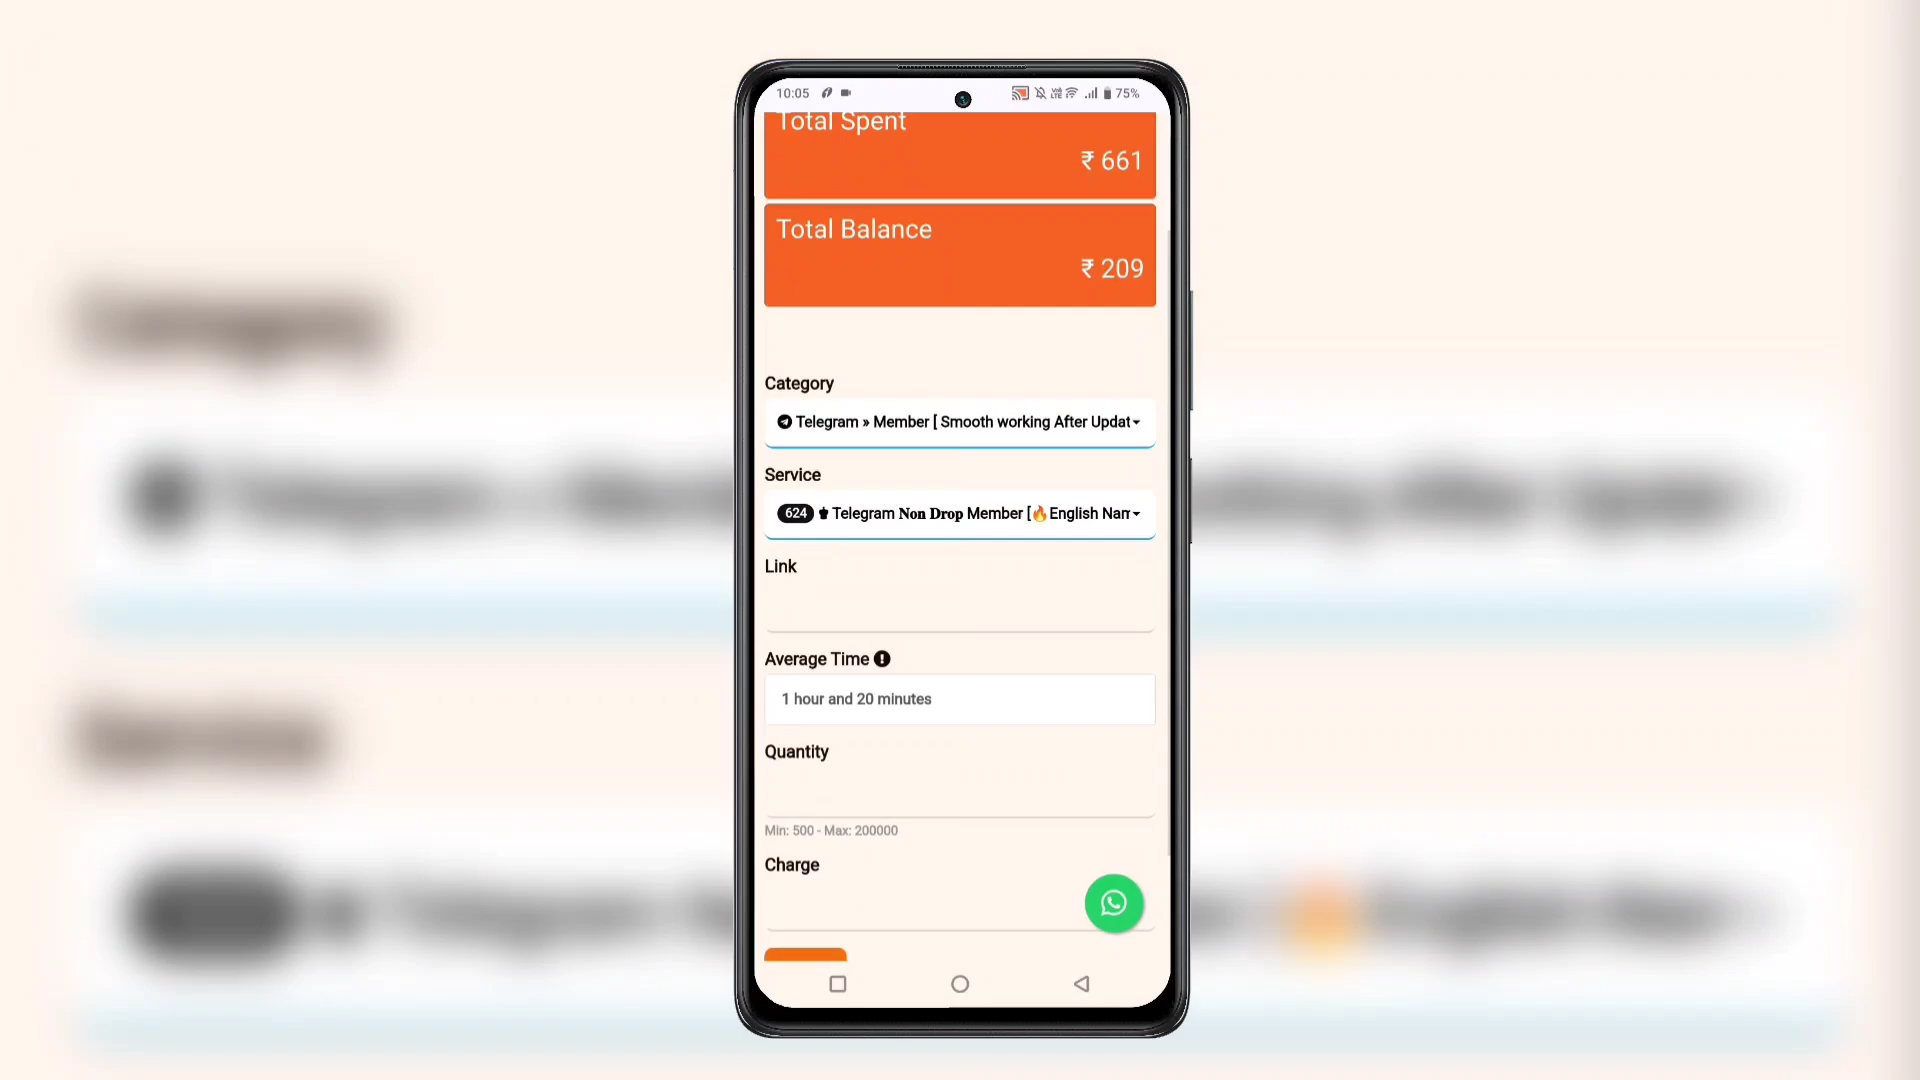 10:05
75%
Total Spent
₹ 661
Total Balance
₹ 209
Category
Telegram » Member [ Smooth working After Updat
Service
624 Telegram 𝐍𝐨𝐧 𝐃𝐫𝐨𝐩 Member [🔥English Nam
Link
Average Time
1 hour and 20 minutes
Quantity
Min: 500 - Max: 200000
Charge